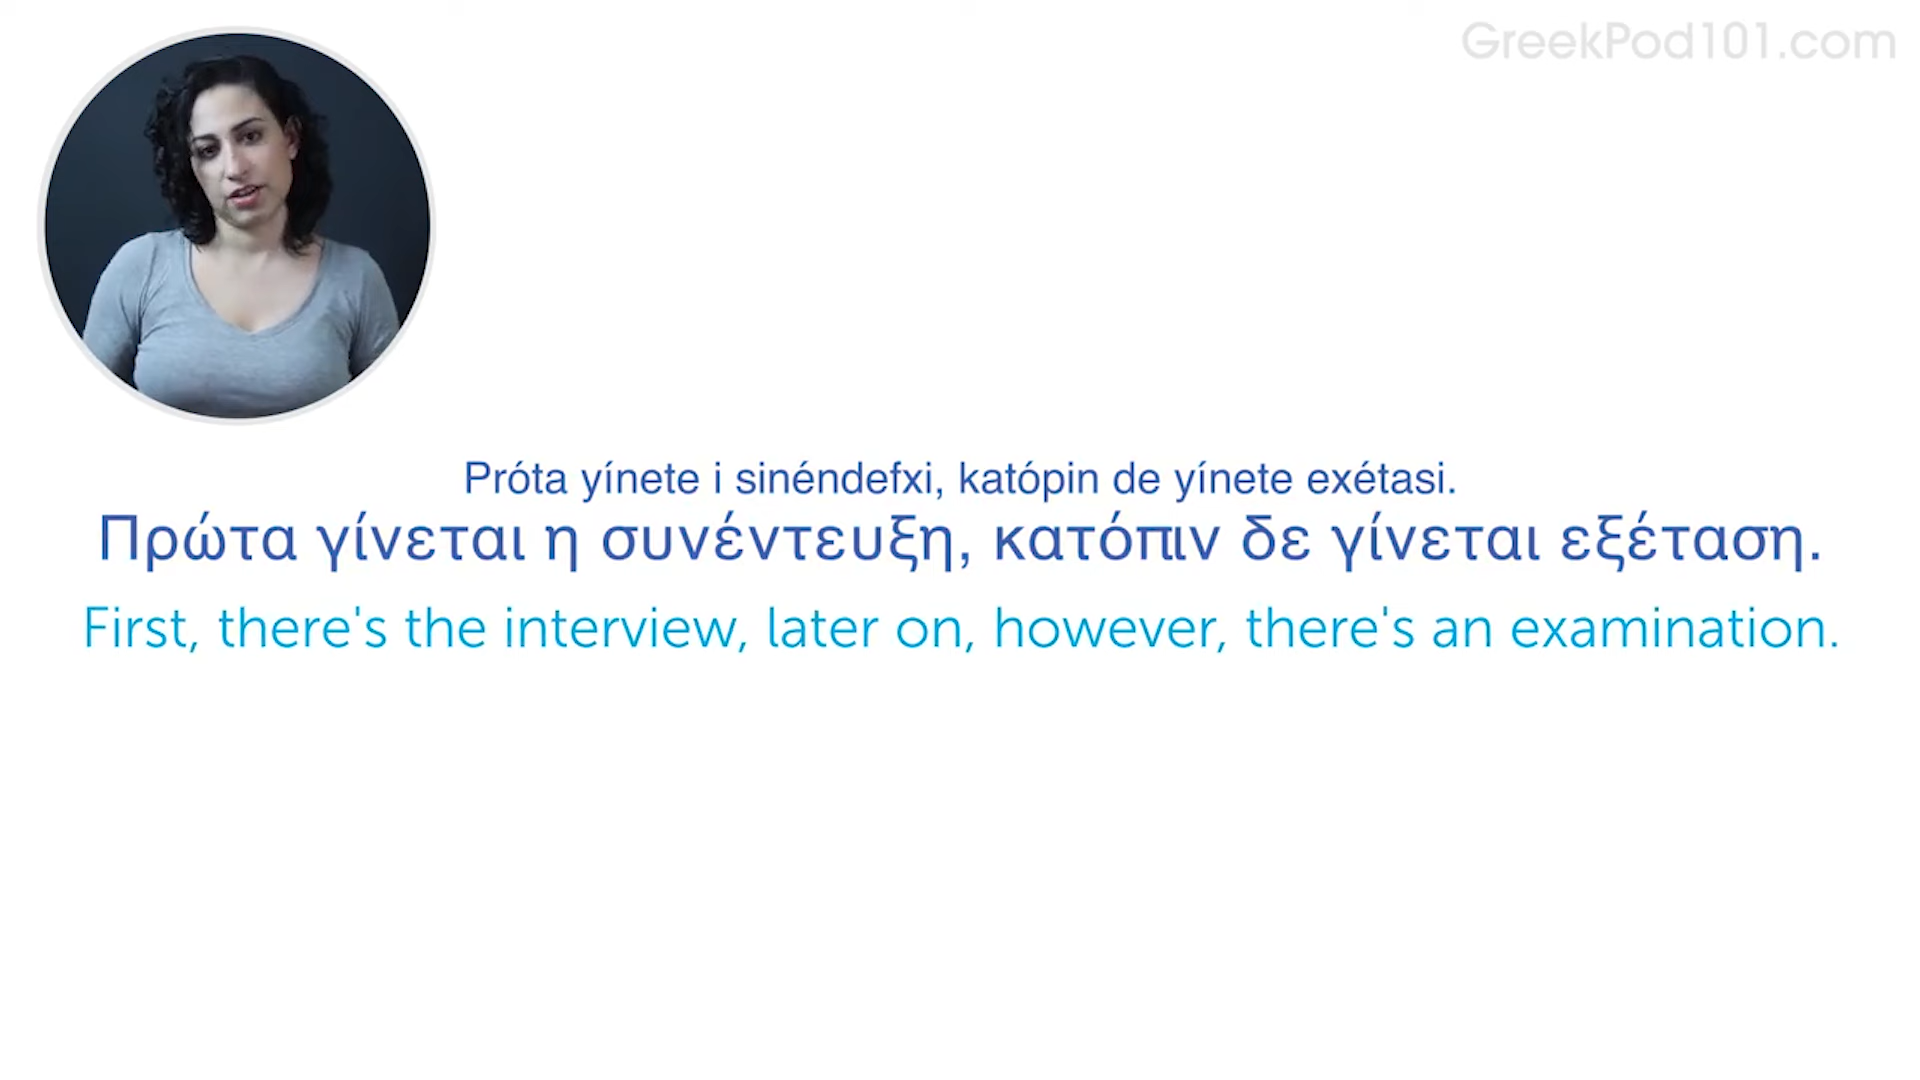 GreekPod101.com
Próta yínete i sinéndefxi, katópin de yínete exétasi.
Πρώτα γίνεται η συνέντευξη, κατόπιν δε γίνεται εξέταση.
First, there's the interview, later on, however, there's an examination.